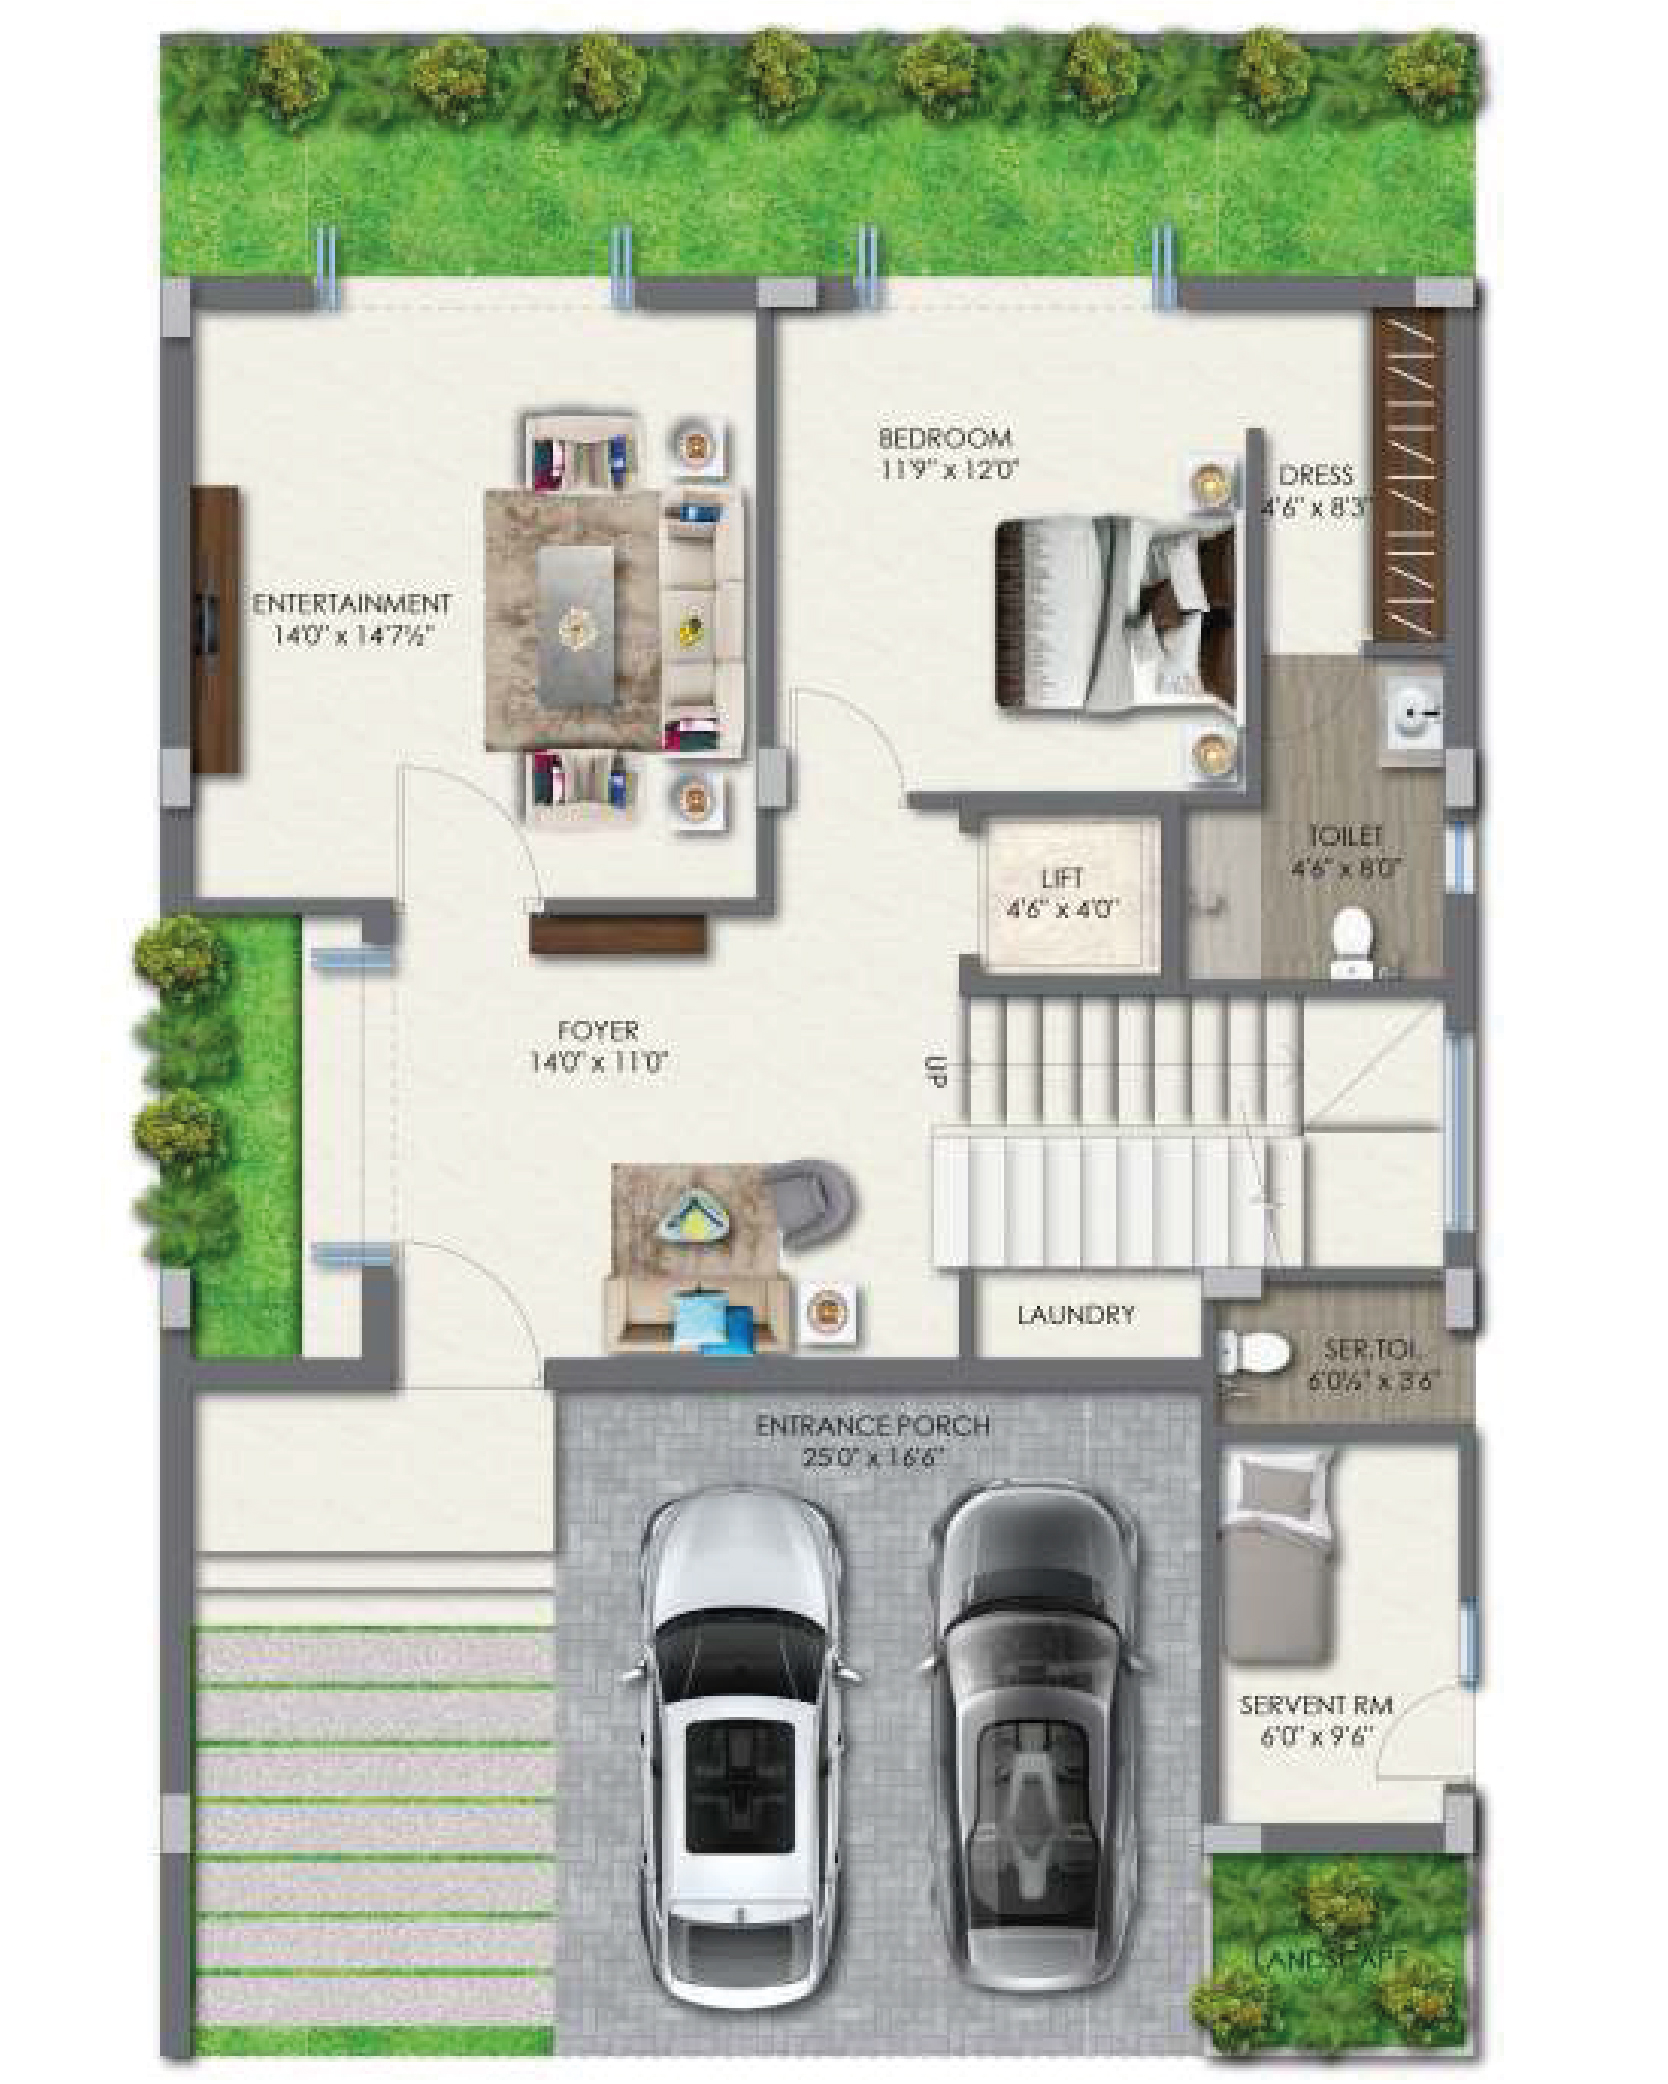 BEDROOM
11'9" x 12'0"
DRESS
4'6" x 8'3"
ENTERTAINMENT
14'0" x 14'7½"
TOILET
4'6" x 8'0"
LIFT
4'6" x 4'0"
FOYER
14'0" x 11'0"
UP
LAUNDRY
SER.TOI.
6'0½" x 3'6"
ENTRANCE PORCH
25'0" x 16'6"
SERVENT RM
6'0" x 9'6"
LANDSCAPE